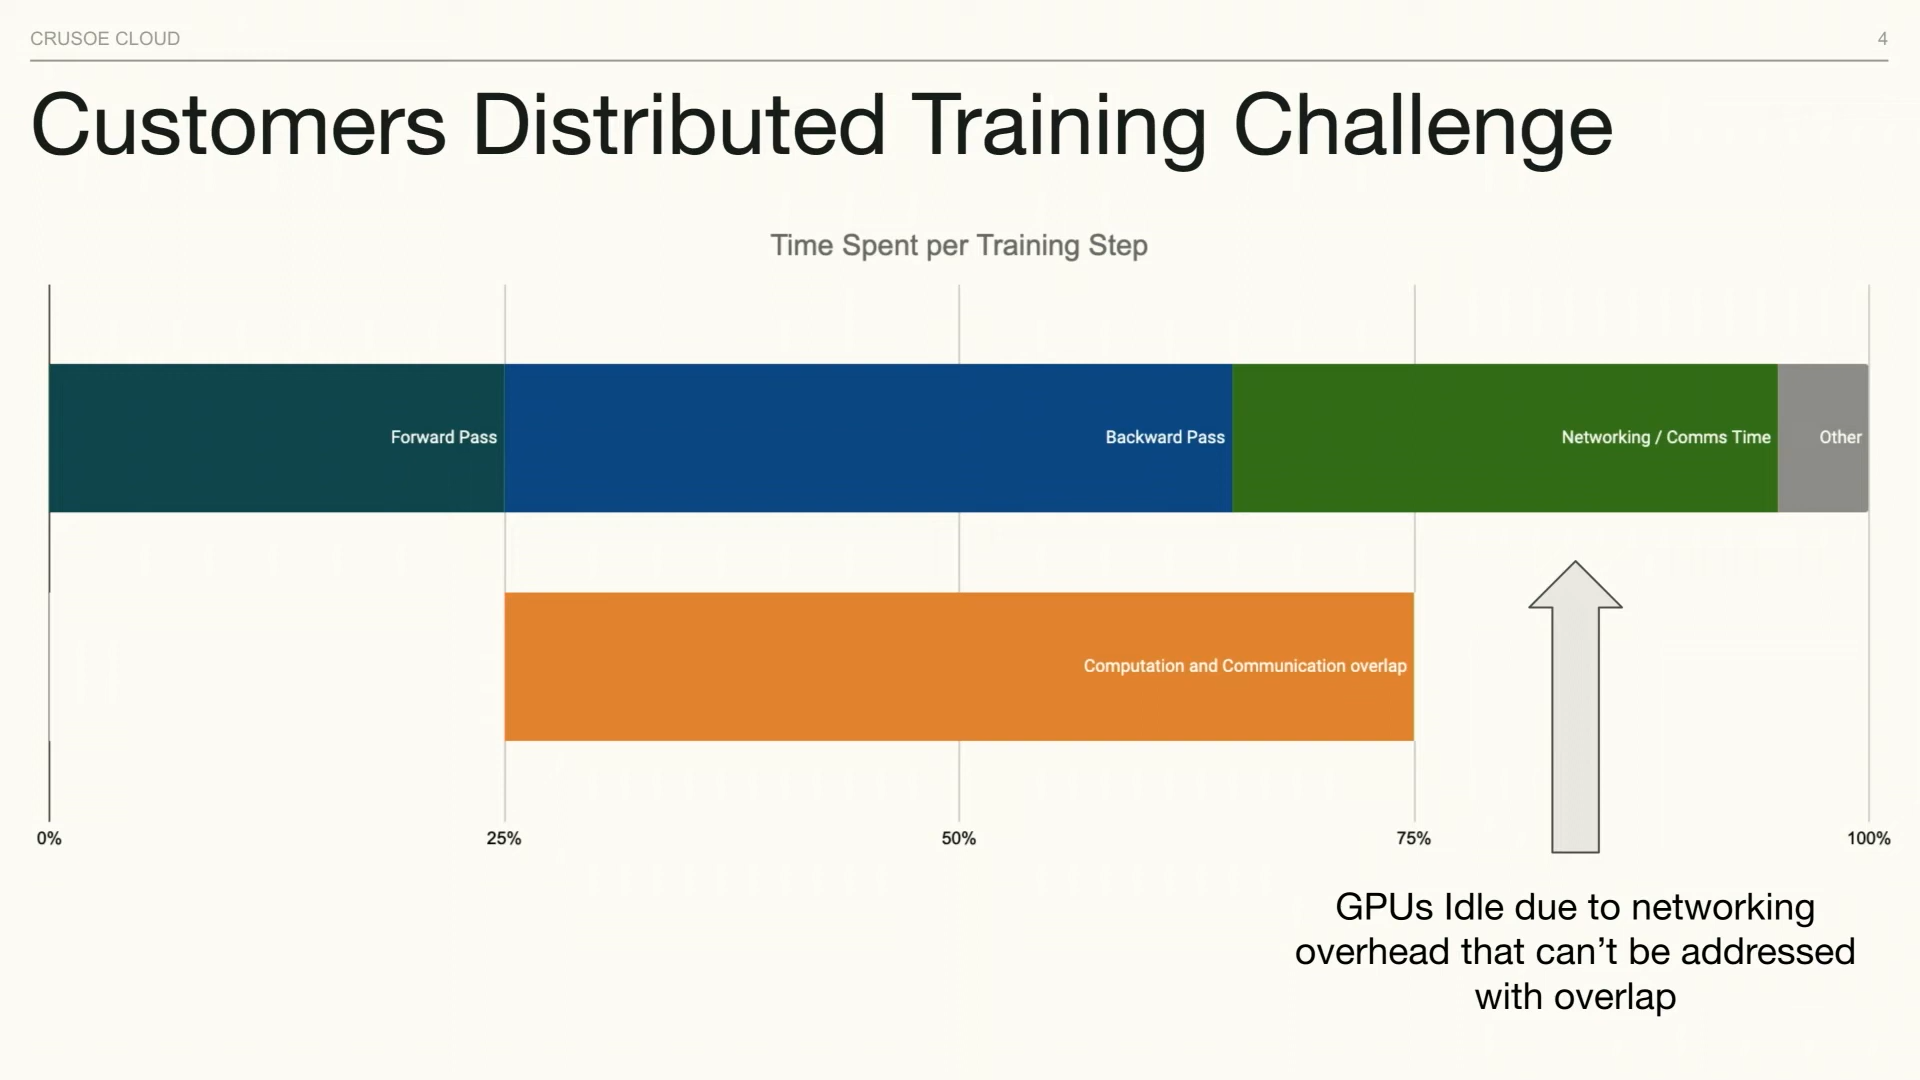 CRUSOE CLOUD
4
Customers Distributed Training Challenge
Time Spent per Training Step
Forward Pass
Backward Pass
Networking / Comms Time
Other
Computation and Communication overlap
0%
25%
50%
75%
100%
GPUs Idle due to networking
overhead that can’t be addressed
with overlap